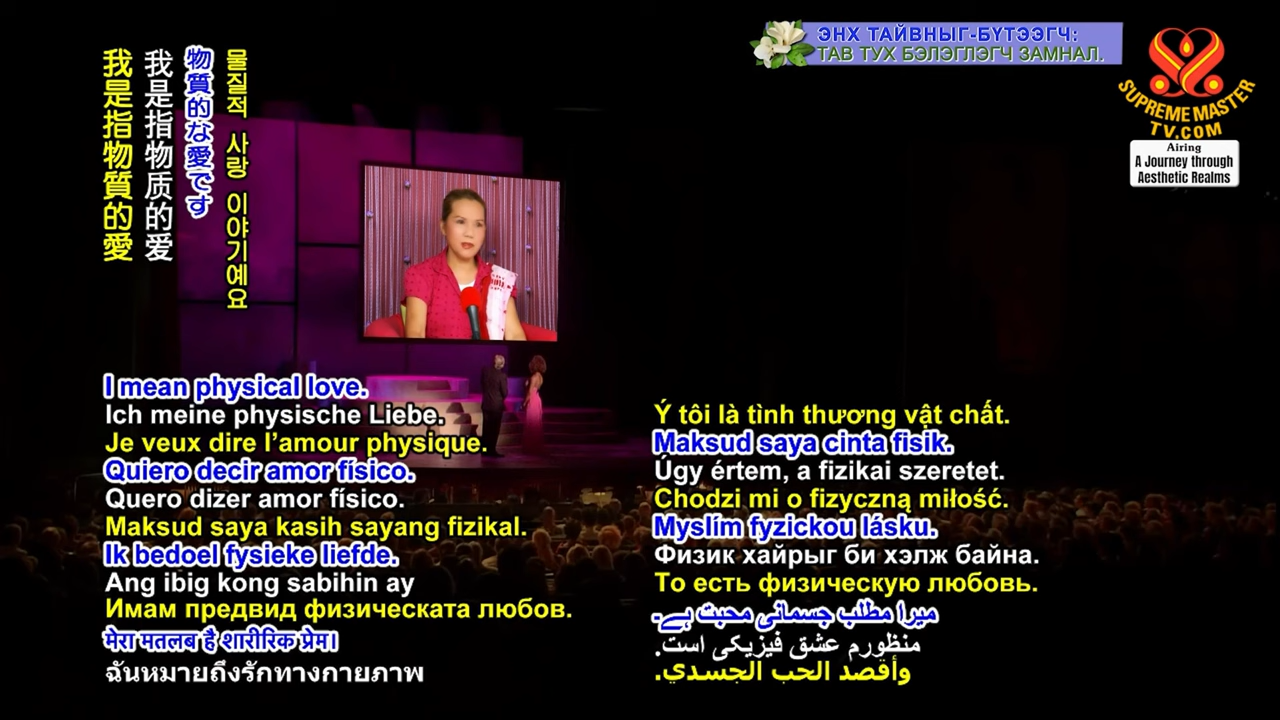 ЭНХ ТАЙВНЫГ-БҮТЭЭГЧ:
ТАВ ТУХ БЭЛЭГЛЭГЧ ЗАМНАЛ.
SUPREME MASTER
TV.COM
Airing
A Journey through
Aesthetic Realms
물질적 사랑 이야기예요
物質的な愛です
我是指物质的爱
我是指物質的愛
I mean physical love.
Ich meine physische Liebe.
Je veux dire l’amour physique.
Quiero decir amor físico.
Quero dizer amor físico.
Maksud saya kasih sayang fizikal.
Ik bedoel fysieke liefde.
Ang ibig kong sabihin ay
Имам предвид физическата любов.
मेरा मतलब है शारीरिक प्रेम।
ฉันหมายถึงรักทางกายภาพ
Ý tôi là tình thương vật chất.
Maksud saya cinta fisik.
Úgy értem, a fizikai szeretet.
Chodzi mi o fizyczną miłość.
Myslím fyzickou lásku.
Физик хайрыг би хэлж байна.
То есть физическую любовь.
میرا مطلب جسمانی محبت ہے۔
منظورم عشق فیزیکی است.
وأقصد الحب الجسدي.